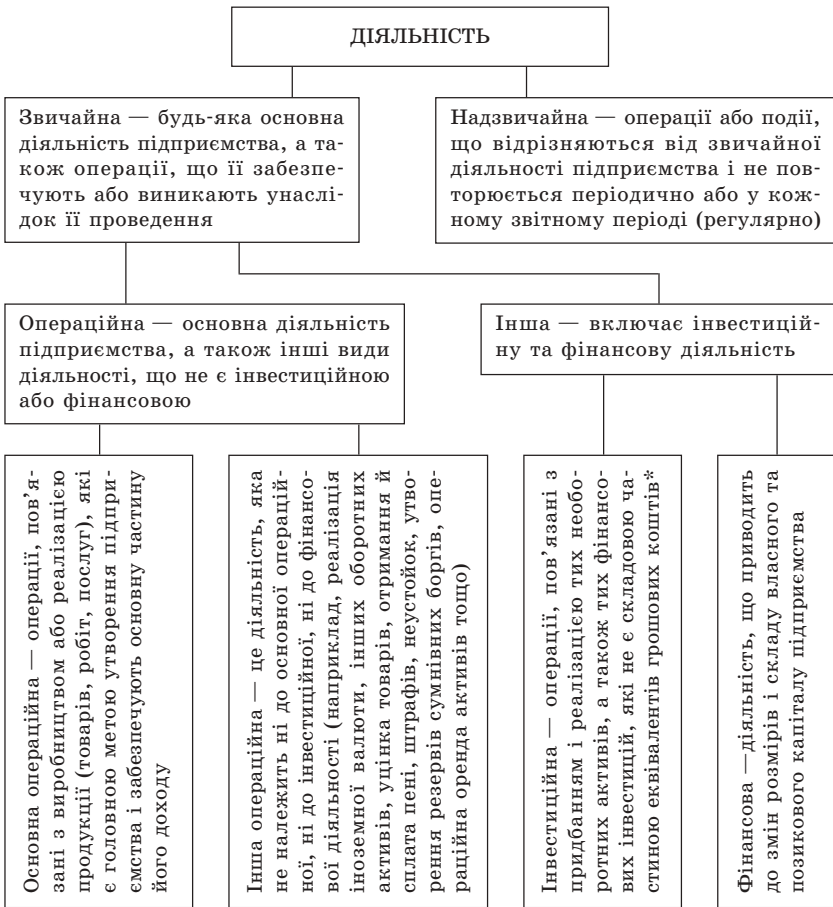 ДІЯЛЬНІСТЬ
Звичайна — будь-яка основна
діяльність підприємства, а та-
кож операції, що її забезпе-
чують або виникають унаслі-
док її проведення
Надзвичайна — операції або події,
що відрізняються від звичайної
діяльності підприємства і не пов-
торюється періодично або у кож-
ному звітному періоді (регулярно)
Операційна — основна діяльність
підприємства, а також інші види
діяльності, що не є інвестиційною
або фінансовою
Інша — включає інвестицій-
ну та фінансову діяльність
Основна операційна — операції, пов’я-
зані з виробництвом або реалізацією
продукції (товарів, робіт, послуг), які
є головною метою утворення підпри-
ємства і забезпечують основну частину
його доходу
Інша операційна — це діяльність, яка
не належить ні до основної операцій-
ної, ні до інвестиційної, ні до фінансо-
вої діяльності (наприклад, реалізація
іноземної валюти, інших оборотних
активів, уцінка товарів, отримання й
сплата пені, штрафів, неустойок, утво-
рення резервів сумнівних боргів, опе-
раційна оренда активів тощо)
Інвестиційна — операції, пов’язані з
придбанням і реалізацією тих необо-
ротних активів, а також тих фінансо-
вих інвестицій, які не є складовою ча-
стиною еквівалентів грошових коштів*
Фінансова —діяльність, що приводить
до змін розмірів і складу власного та
позикового капіталу підприємства